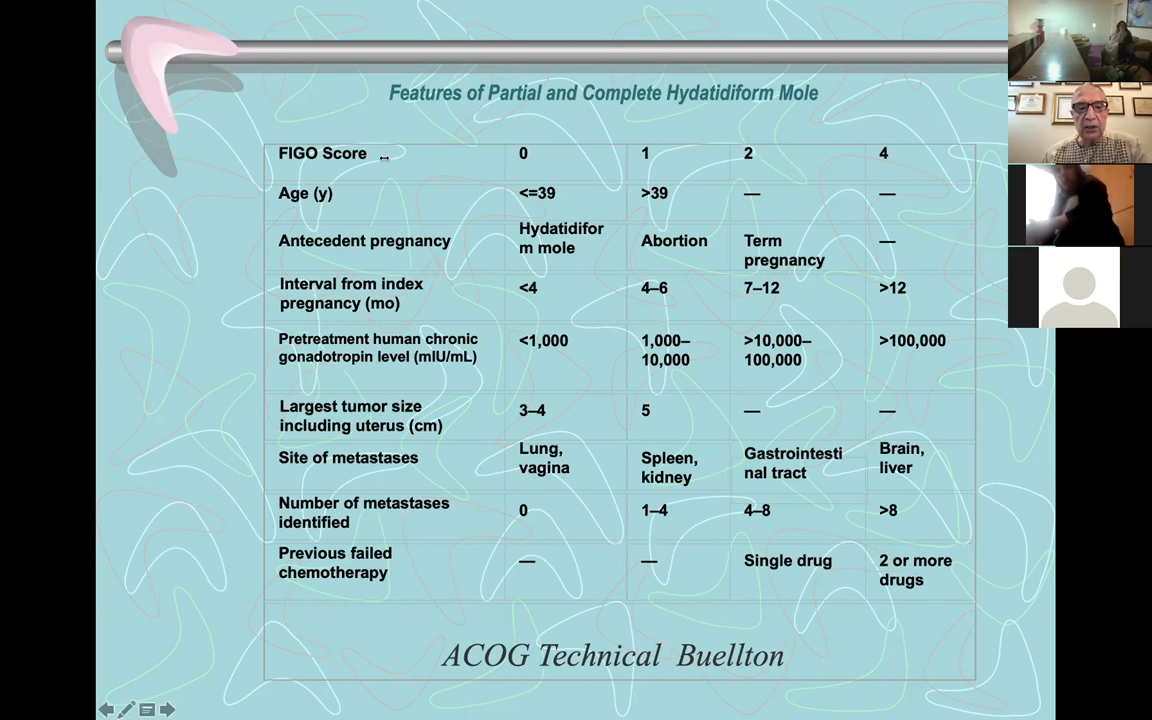 Features of Partial and Complete Hydatidiform Mole
FIGO Score 0 1 2 4
Age (y) <=39 >39 — —
Antecedent pregnancy Hydatidifor
m mole Abortion Term
pregnancy —
Interval from index
pregnancy (mo) <4 4–6 7–12 >12
Pretreatment human chronic
gonadotropin level (mIU/mL) <1,000 1,000–
10,000 >10,000–
100,000 >100,000
Largest tumor size
including uterus (cm) 3–4 5 — —
Site of metastases Lung,
vagina Spleen,
kidney Gastrointesti
nal tract Brain,
liver
Number of metastases
identified 0 1–4 4–8 >8
Previous failed
chemotherapy — — Single drug 2 or more
drugs
ACOG Technical Buellton